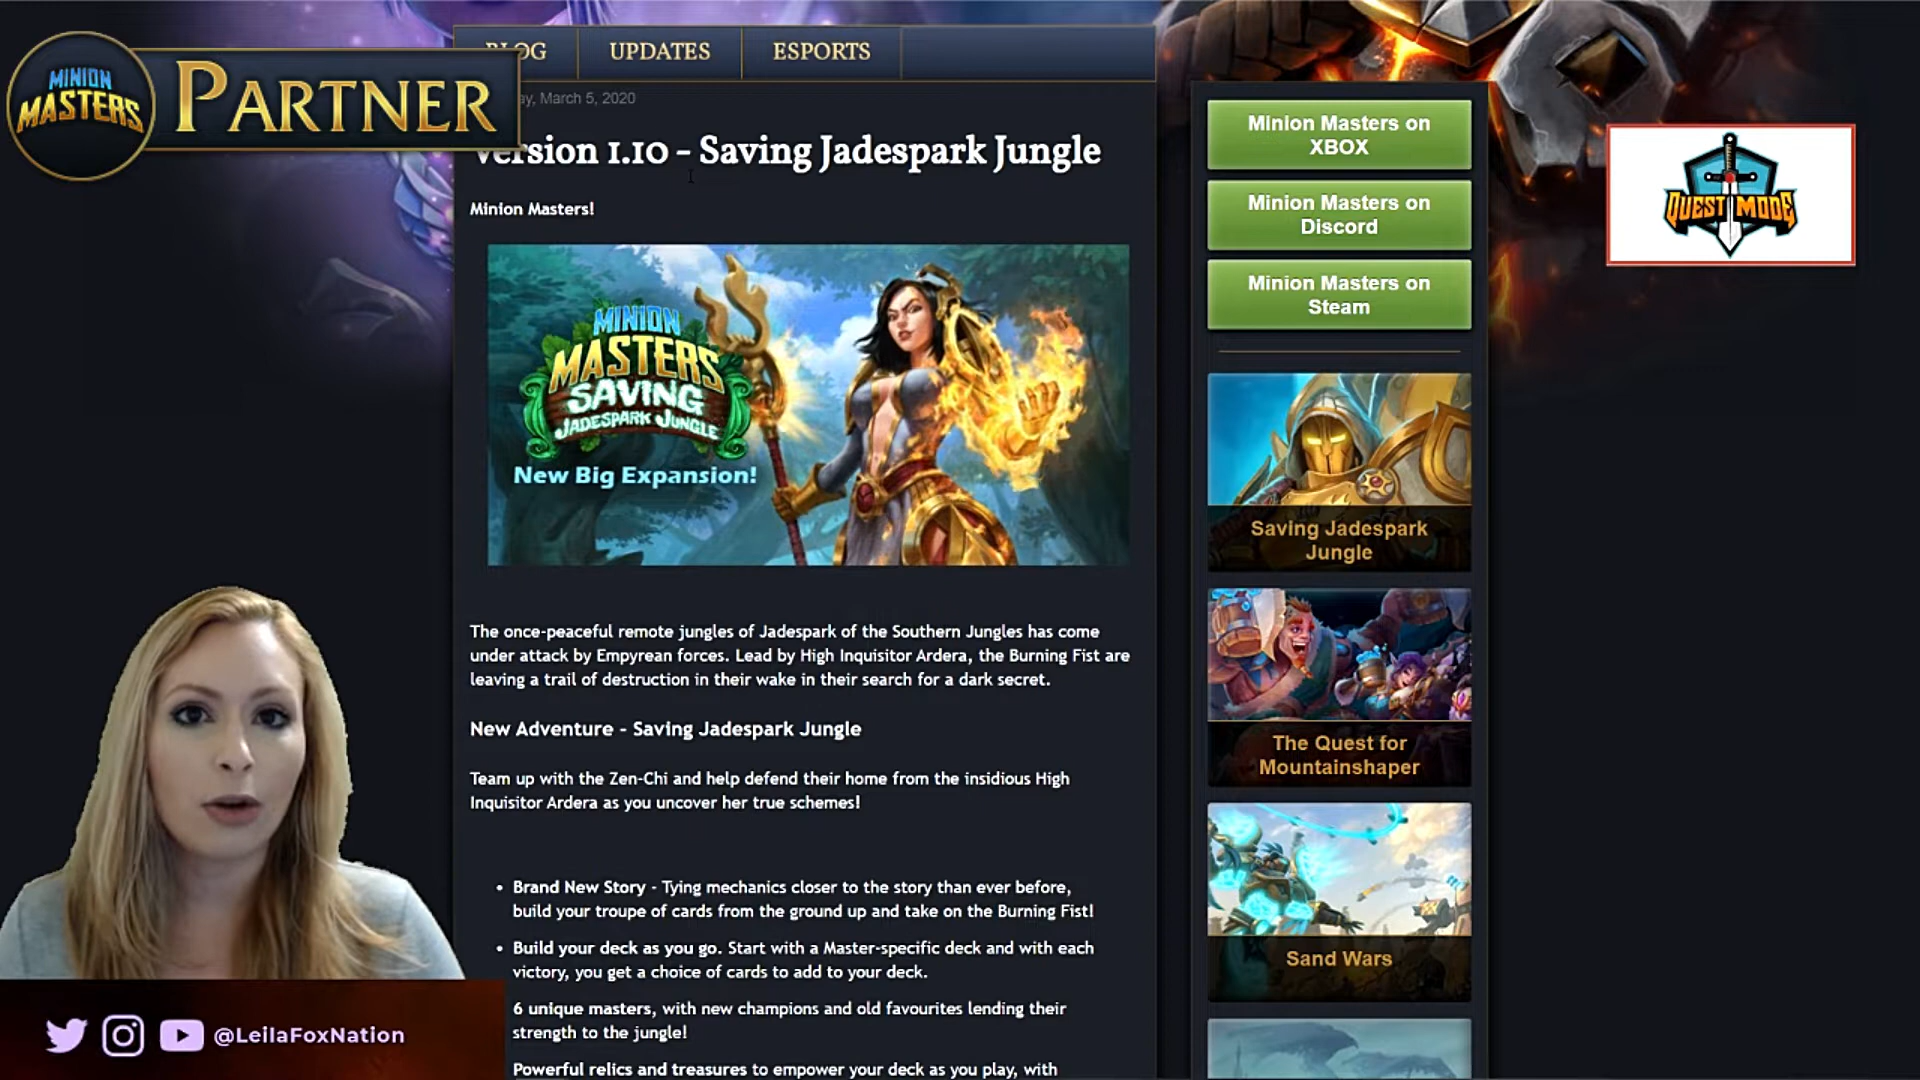 MINION
MASTERS
PARTNER
BLOG
UPDATES
ESPORTS
ay, March 5, 2020
Version 1.10 - Saving Jadespark Jungle
Minion Masters!
MINION
MASTERS
SAVING
JADESPARK JUNGLE
New Big Expansion!
The once-peaceful remote jungles of Jadespark of the Southern Jungles has come
under attack by Empyrean forces. Lead by High Inquisitor Ardera, the Burning Fist are
leaving a trail of destruction in their wake in their search for a dark secret.
New Adventure - Saving Jadespark Jungle
Team up with the Zen-Chi and help defend their home from the insidious High
Inquisitor Ardera as you uncover her true schemes!
• Brand New Story - Tying mechanics closer to the story than ever before,
build your troupe of cards from the ground up and take on the Burning Fist!
• Build your deck as you go. Start with a Master-specific deck and with each
victory, you get a choice of cards to add to your deck.
6 unique masters, with new champions and old favourites lending their
strength to the jungle!
Powerful relics and treasures to empower your deck as you play, with
Minion Masters on
XBOX
Minion Masters on
Discord
Minion Masters on
Steam
Saving Jadespark
Jungle
The Quest for
Mountainshaper
Sand Wars
QUEST MODE
@LeilaFoxNation